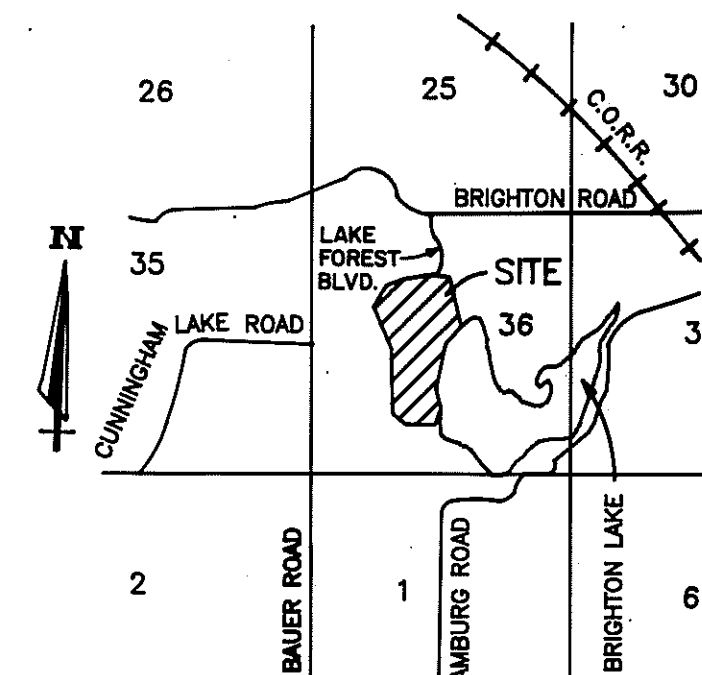 26
25
30
C.O.R.R.
BRIGHTON ROAD
N
35
LAKE
FOREST
BLVD.
SITE
36
3
CUNNINGHAM
LAKE ROAD
2
BAUER ROAD
1
AMBURG ROAD
BRIGHTON LAKE
6